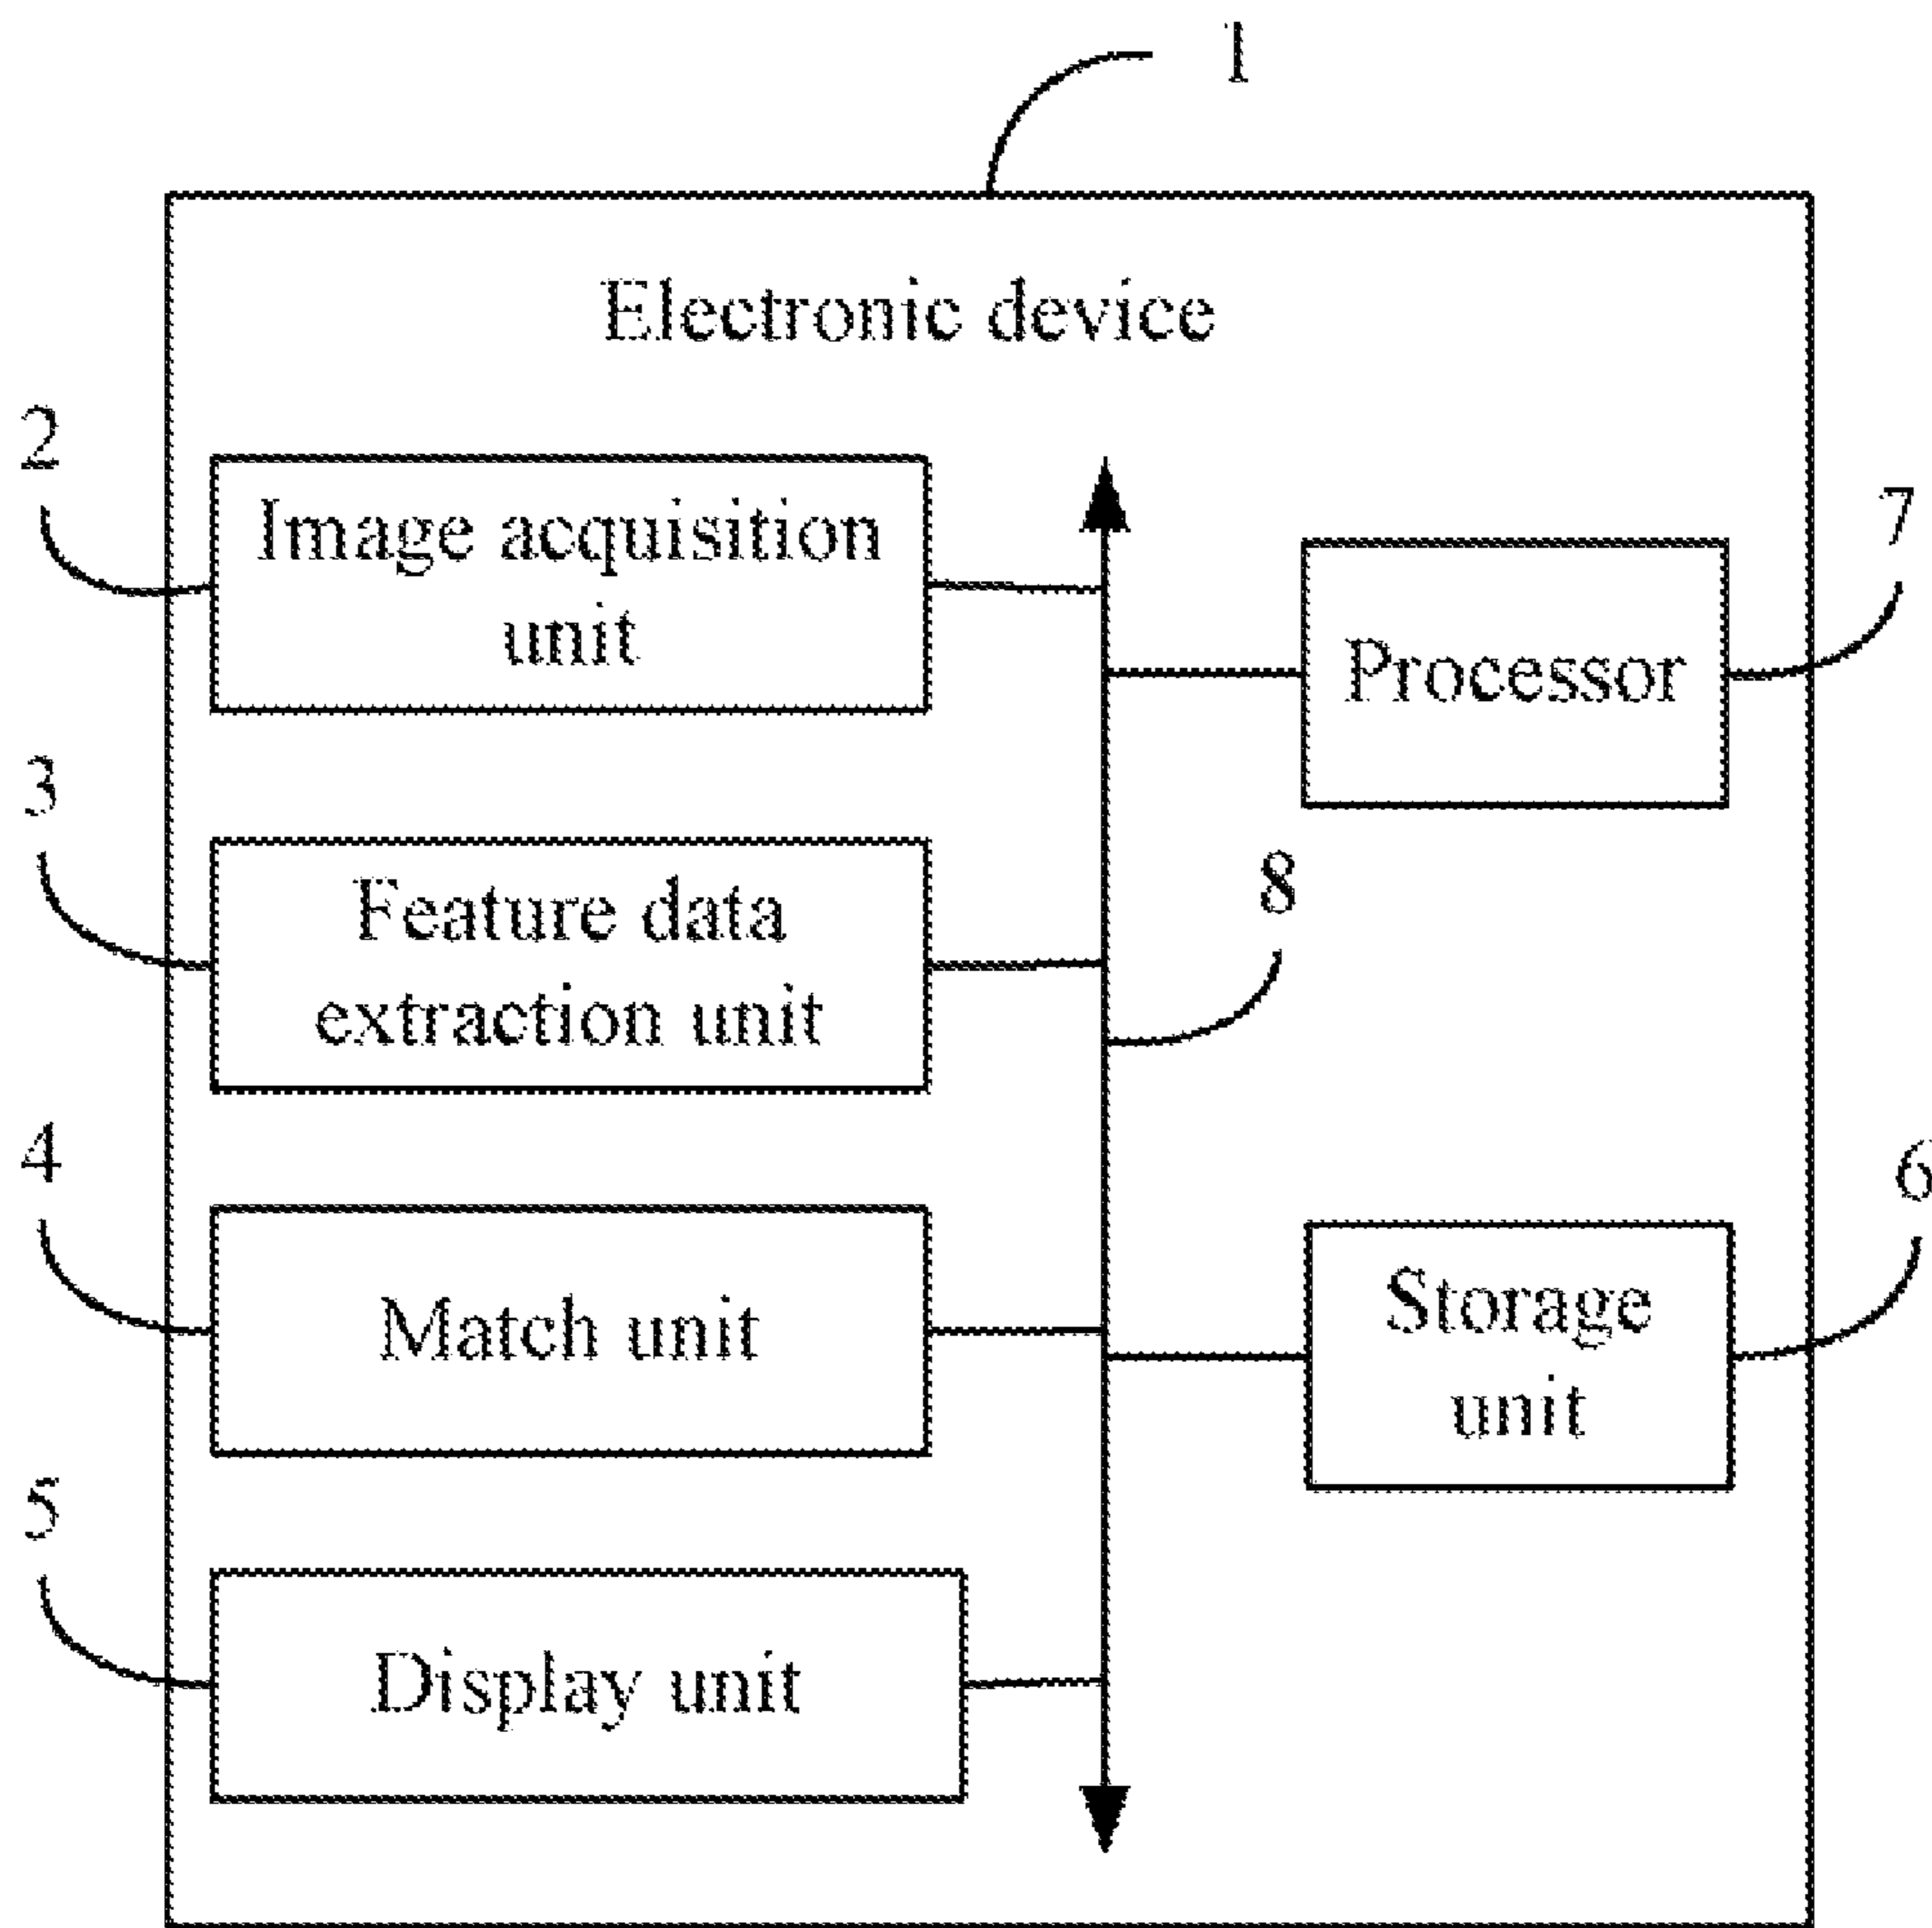 1
Electronic device
2
Image acquisition
unit
7
Processor
3
Feature data
extraction unit
8
4
Match unit
6
Storage
unit
5
Display unit